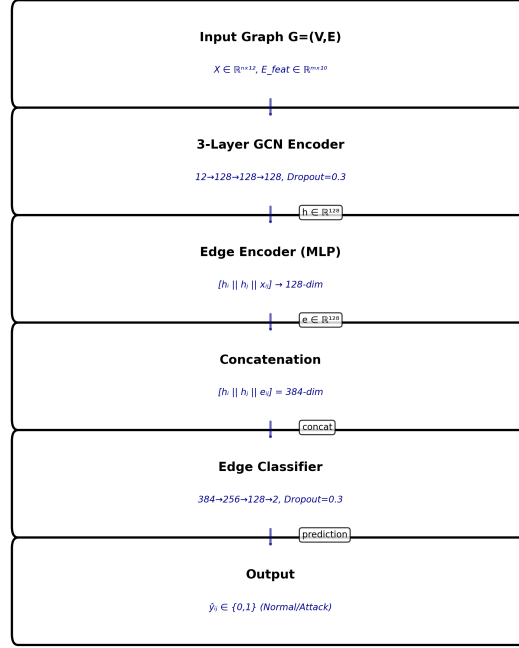 Input Graph G=(V,E)
X ∈ ℝⁿˣ¹², E_feat ∈ ℝᵐˣ¹⁰
3-Layer GCN Encoder
12→128→128→128, Dropout=0.3
h ∈ ℝ¹²⁸
Edge Encoder (MLP)
[hᵢ || hⱼ || xᵢⱼ] → 128-dim
e ∈ ℝ¹²⁸
Concatenation
[hᵢ || hⱼ || eᵢⱼ] = 384-dim
concat
Edge Classifier
384→256→128→2, Dropout=0.3
prediction
Output
ŷᵢⱼ ∈ {0,1} (Normal/Attack)